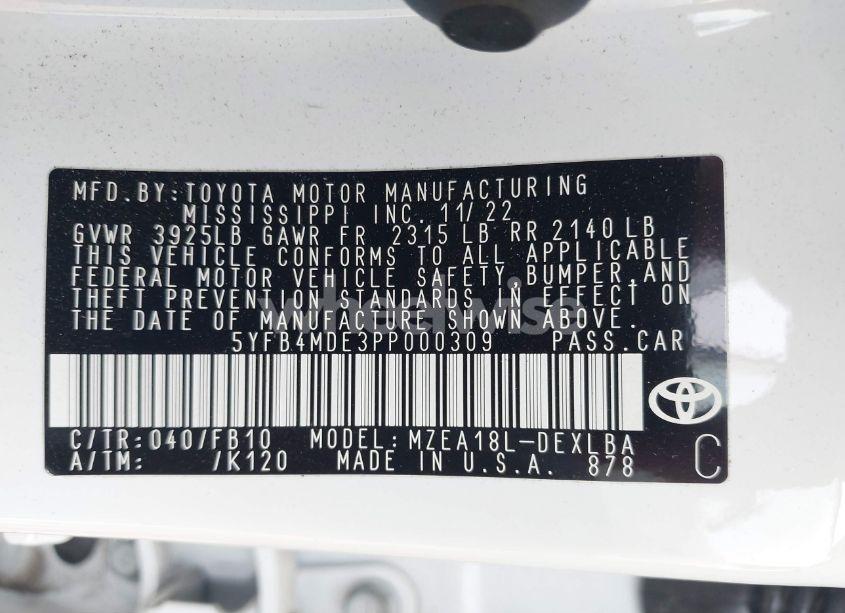 MFD.BY:TOYOTA MOTOR MANUFACTURING
MISSISSIPPI INC. 11/22
GVWR 3925LB GAWR FR 2315 LB RR 2140 LB
THIS VEHICLE CONFORMS TO ALL APPLICABLE
FEDERAL MOTOR VEHICLE SAFETY, BUMPER, AND
THEFT PREVENTION STANDARDS IN EFFECT ON
THE DATE OF MANUFACTURE SHOWN ABOVE.
5YFB4MDE3PP000309 PASS.CAR
C/TR: 040/FB10 MODEL: MZEA18L-DEXLBA
A/TM: /K120 MADE IN U.S.A. 878 C